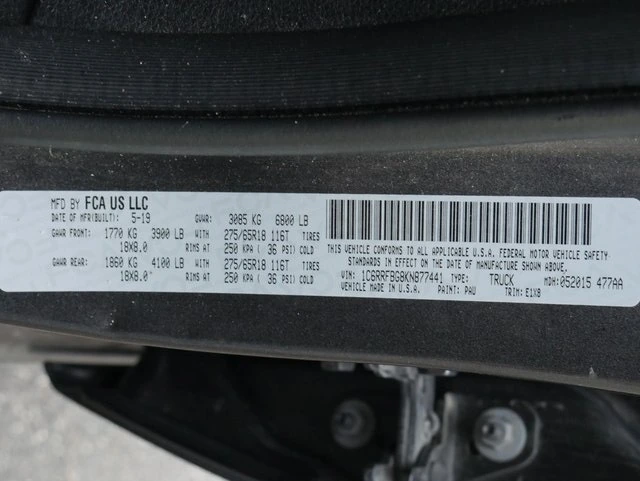 MFD BY FCA US LLC
DATE OF MFR(BUILT): 5-19 GVWR: 3085 KG 6800 LB
GAWR FRONT: 1770 KG 3900 LB WITH 275/65R18 116T TIRES
18X8.0 RIMS AT 250 KPA ( 36 PSI) COLD
GAWR REAR: 1860 KG 4100 LB WITH 275/65R18 116T TIRES
18X8.0 RIMS AT 250 KPA ( 36 PSI) COLD
THIS VEHICLE CONFORMS TO ALL APPLICABLE U.S.A. FEDERAL MOTOR VEHICLE SAFETY
STANDARDS IN EFFECT ON THE DATE OF MANUFACTURE SHOWN ABOVE.
VIN: 1C6RRFBG8KN877441 TYPE: TRUCK MDH:052015 477AA
VEHICLE MADE IN U.S.A. PAINT: PAU TRIM: E1X8